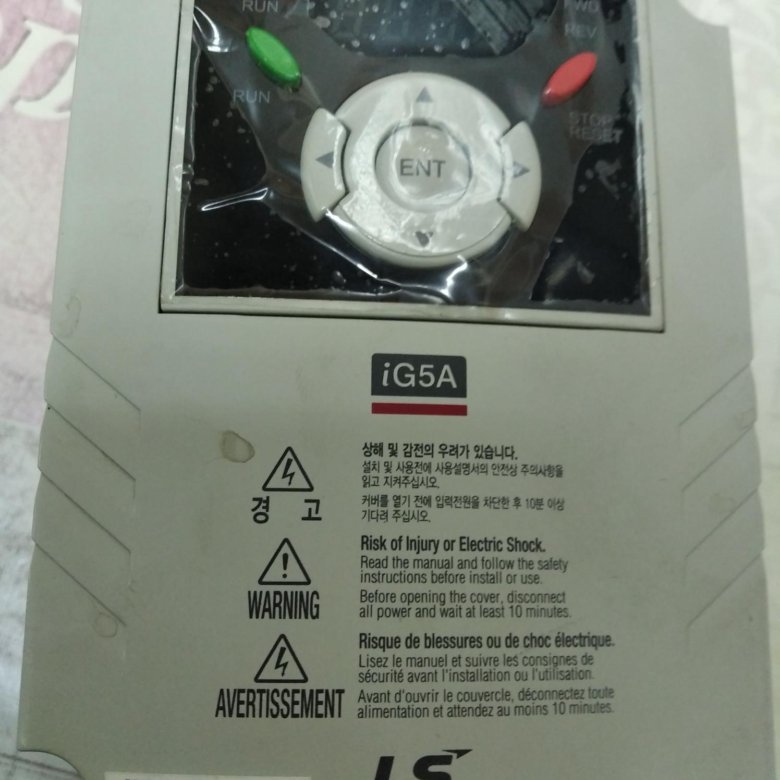 RUN
FWD
REV
RUN
STOP
RESET
ENT
iG5A
상해 및 감전의 우려가 있습니다.
설치 및 사용전에 사용설명서의 안전상 주의사항을
읽고 지켜주십시오.
경 고
커버를 열기 전에 입력전원을 차단한 후 10분 이상
기다려 주십시오.
Risk of Injury or Electric Shock.
Read the manual and follow the safety
instructions before install or use.
WARNING
Before opening the cover, disconnect
all power and wait at least 10 minutes.
Risque de blessures ou de choc électrique.
Lisez le manuel et suivre les consignes de
sécurité avant l'installation ou l'utilisation.
AVERTISSEMENT
Avant d'ouvrir le couvercle, déconnectez toute
alimentation et attendez au moins 10 minutes.
LS